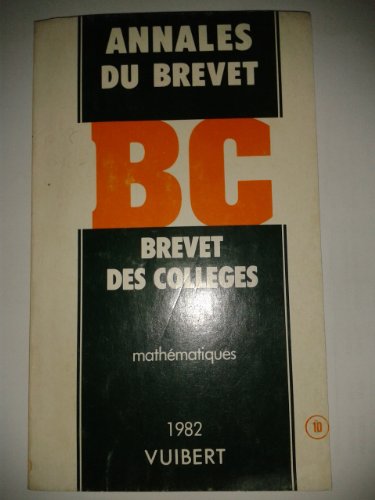 ANNALES
DU BREVET
BC
BREVET
DES COLLEGES
mathématiques
1982
VUIBERT
10